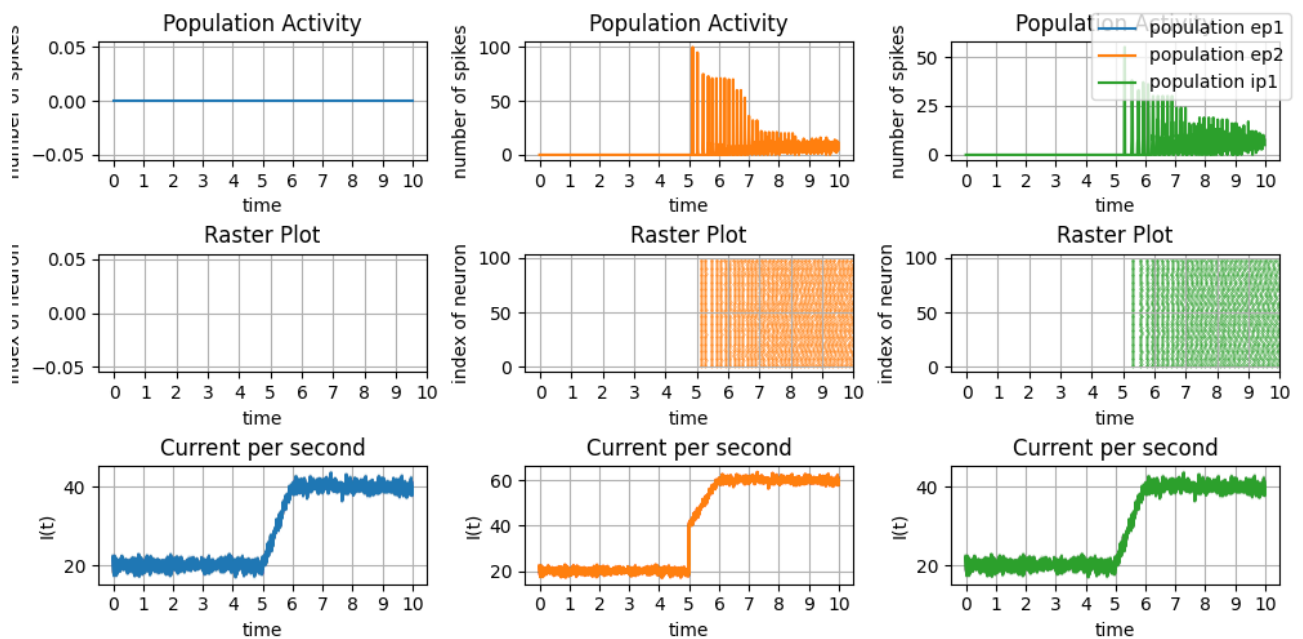 Population Activity
number of spikes
0.05
0.00
−0.05
0 1 2 3 4 5 6 7 8 9 10
time
Population Activity
number of spikes
100
50
0
0 1 2 3 4 5 6 7 8 9 10
time
Population Activity
number of spikes
50
25
0
0 1 2 3 4 5 6 7 8 9 10
time
population ep1
population ep2
population ip1
Raster Plot
index of neuron
0.05
0.00
−0.05
0 1 2 3 4 5 6 7 8 9 10
time
Raster Plot
index of neuron
100
50
0
0 1 2 3 4 5 6 7 8 9 10
time
Raster Plot
index of neuron
100
50
0
0 1 2 3 4 5 6 7 8 9 10
time
Current per second
I(t)
40
20
0 1 2 3 4 5 6 7 8 9 10
time
Current per second
I(t)
60
40
20
0 1 2 3 4 5 6 7 8 9 10
time
Current per second
I(t)
40
20
0 1 2 3 4 5 6 7 8 9 10
time